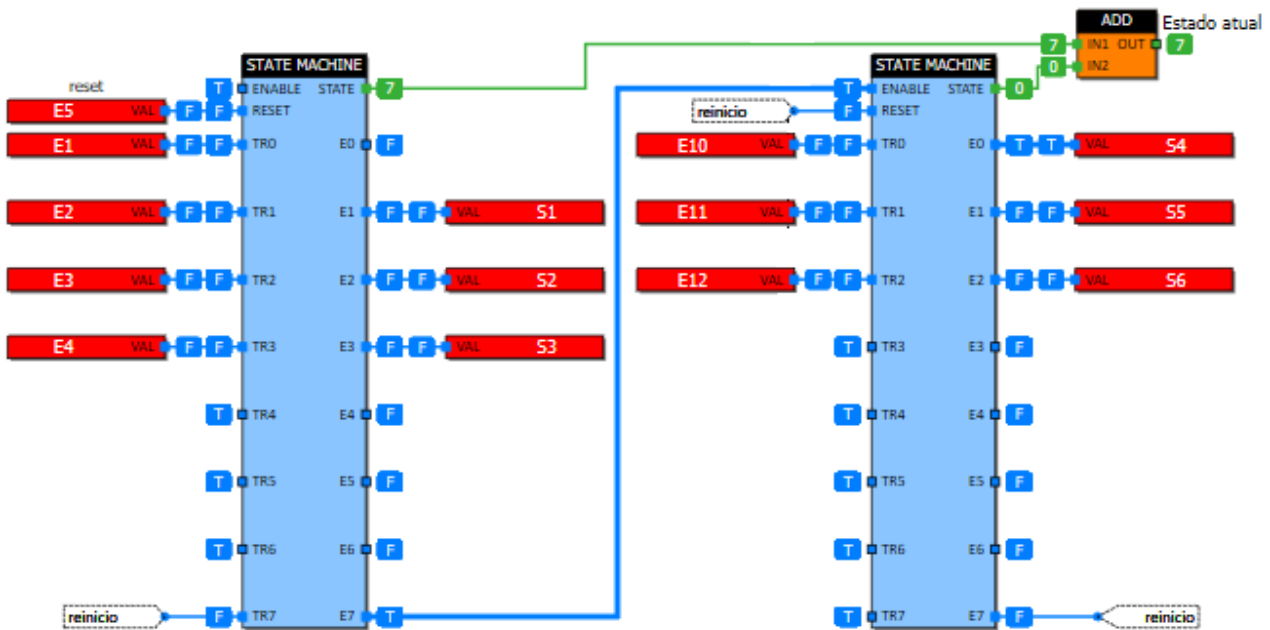 ADD
Estado atual
7 IN1 OUT 7
0 IN2
STATE MACHINE
T ENABLE STATE 7
reset
E5 VAL F F RESET
E1 VAL F F TR0 E0 F
E2 VAL F F TR1 E1 F F VAL S1
E3 VAL F F TR2 E2 F F VAL S2
E4 VAL F F TR3 E3 F F VAL S3
T TR4 E4 F
T TR5 E5 F
T TR6 E6 F
reinicio F TR7 E7 T
STATE MACHINE
T ENABLE STATE 0
reinicio F RESET
E10 VAL F F TR0 E0 T T VAL S4
E11 VAL F F TR1 E1 F F VAL S5
E12 VAL F F TR2 E2 F F VAL S6
T TR3 E3 F
T TR4 E4 F
T TR5 E5 F
T TR6 E6 F
T TR7 E7 F reinicio